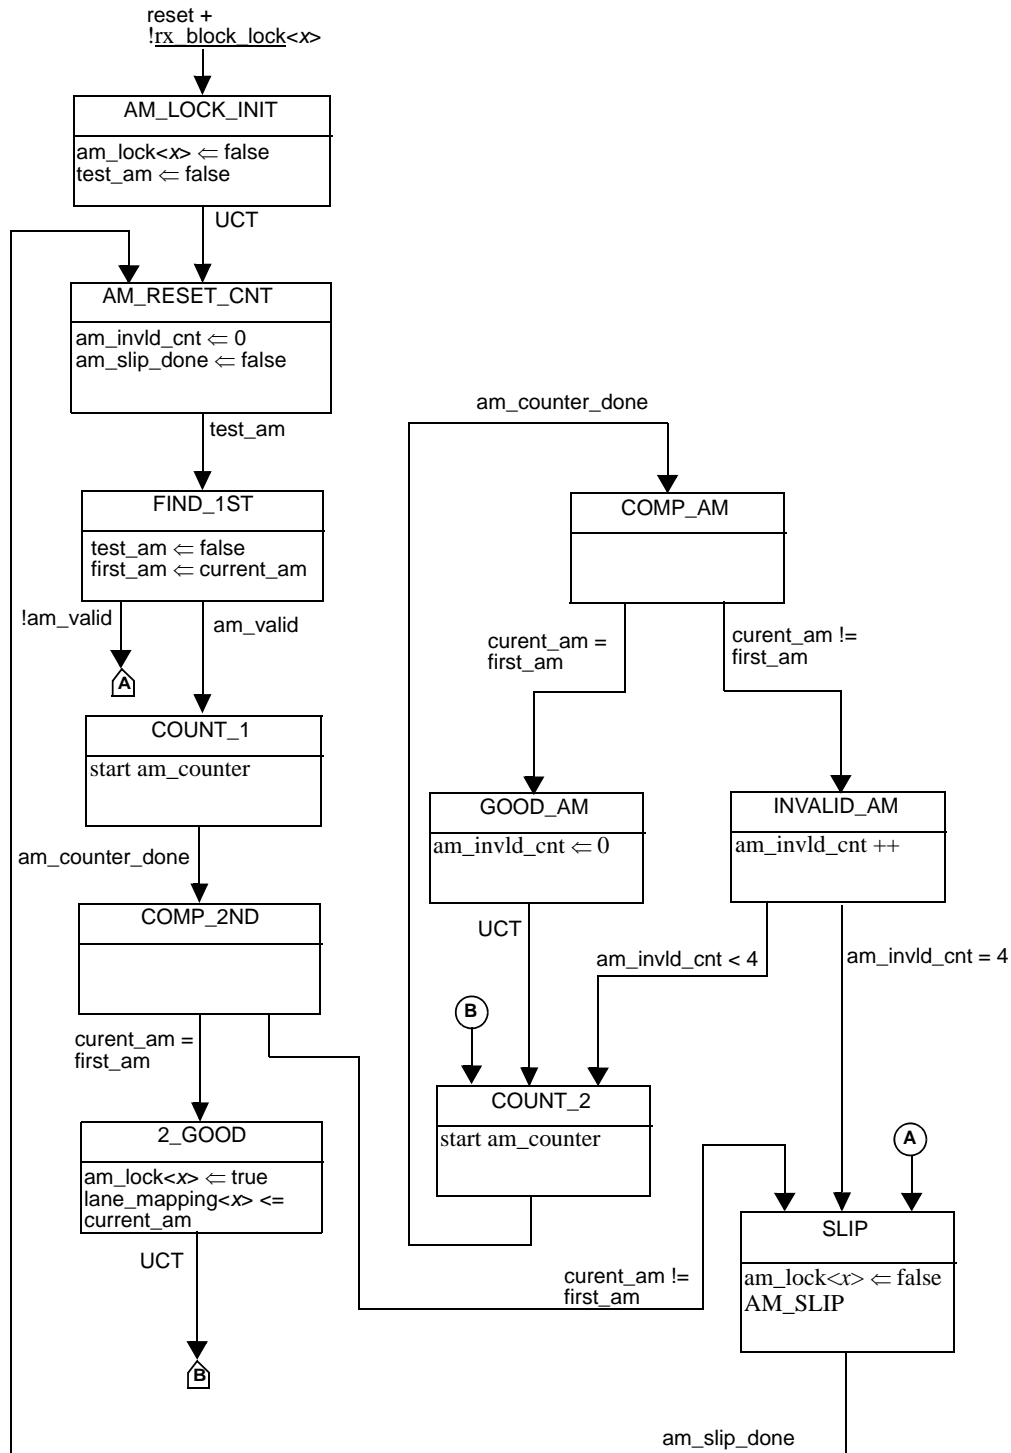 reset +
!rx_block_lock<x>
AM_LOCK_INIT
am_lock<x> ⇐ false
test_am ⇐ false
UCT
AM_RESET_CNT
am_invld_cnt ⇐ 0
am_slip_done ⇐ false
test_am
FIND_1ST
test_am ⇐ false
first_am ⇐ current_am
!am_valid
am_valid
A
COUNT_1
start am_counter
am_counter_done
COMP_2ND
curent_am =
first_am
2_GOOD
am_lock<x> ⇐ true
lane_mapping<x> <=
current_am
UCT
B
am_counter_done
COMP_AM
curent_am =
first_am
curent_am !=
first_am
GOOD_AM
am_invld_cnt ⇐ 0
INVALID_AM
am_invld_cnt ++
UCT
am_invld_cnt < 4
am_invld_cnt = 4
B
COUNT_2
start am_counter
A
curent_am !=
first_am
SLIP
am_lock<x> ⇐ false
AM_SLIP
am_slip_done